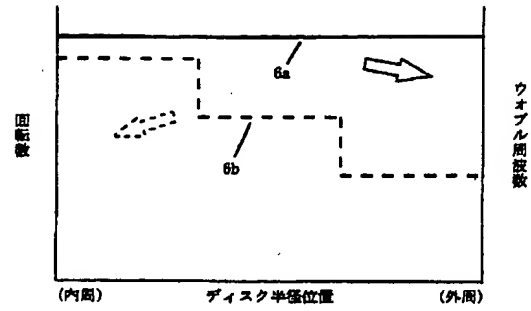 6a
6b
回転数
ウォブル周波数
(内周)
ディスク半径位置
(外周)